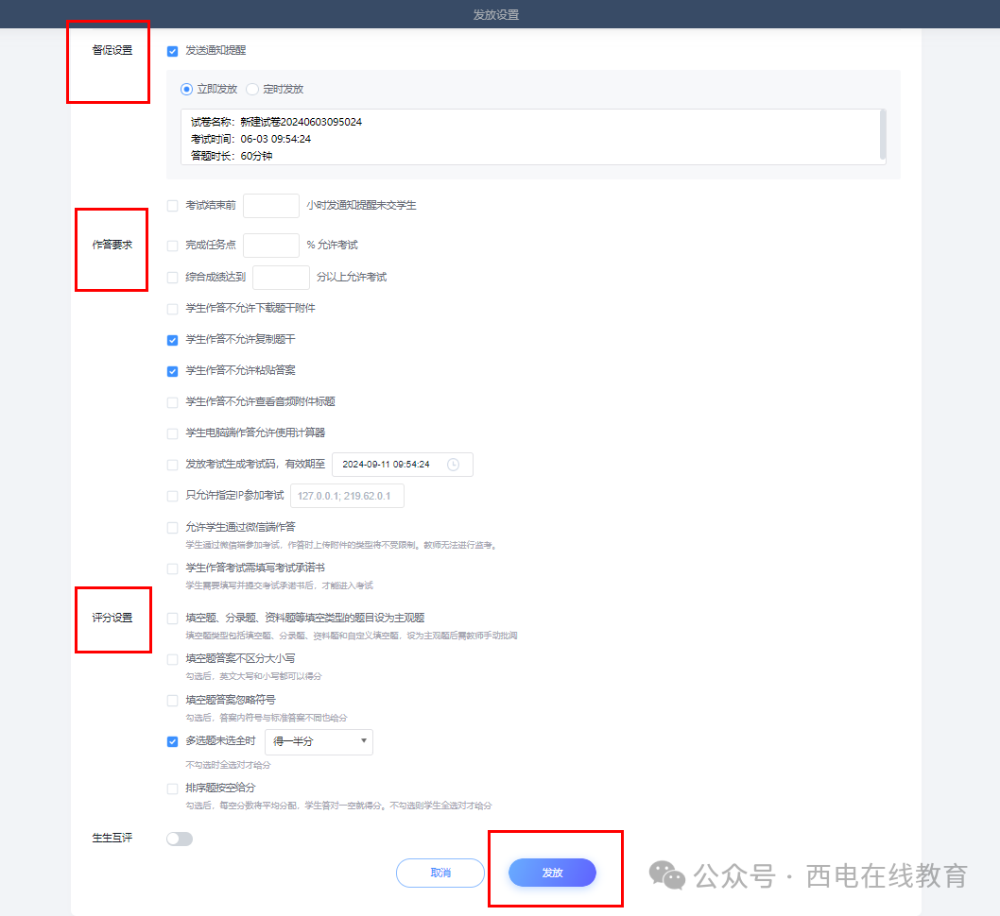 发放设置
督促设置
发送通知提醒
立即发放 定时发放
试卷名称：新建试卷20240603095024
考试时间：06-03 09:54:24
答题时长：60分钟
考试结束前 小时发通知提醒未交学生
作答要求
完成任务点 % 允许考试
综合成绩达到 分以上允许考试
学生作答不允许下载题干附件
学生作答不允许复制题干
学生作答不允许粘贴答案
学生作答不允许查看音频附件标题
学生电脑端作答允许使用计算器
发放考试生成考试码，有效期至 2024-09-11 09:54:24
只允许指定IP参加考试 127.0.0.1; 219.62.0.1
允许学生通过微信端作答
学生通过微信端参加考试，作答时上传附件的类型将不受限制。教师无法进行监考。
学生作答考试需填写考试承诺书
学生需要填写并提交考试承诺书后，才能进入考试
评分设置
填空题、分录题、资料题等填空类型的题目设为主观题
填空题类型包括填空题、分录题、资料题和自定义填空题，设为主观题后需教师手动批阅
填空题答案不区分大小写
勾选后，英文大写和小写都可以得分
填空题答案忽略符号
勾选后，答案内符号与标准答案不同也给分
多选题未选全时 得一半分
不勾选时全选对才给分
排序题按空给分
勾选后，每空分数将平均分配，学生答对一空就得分。不勾选则学生全选对才给分
生生互评
取消 发放
公众号 · 西电在线教育